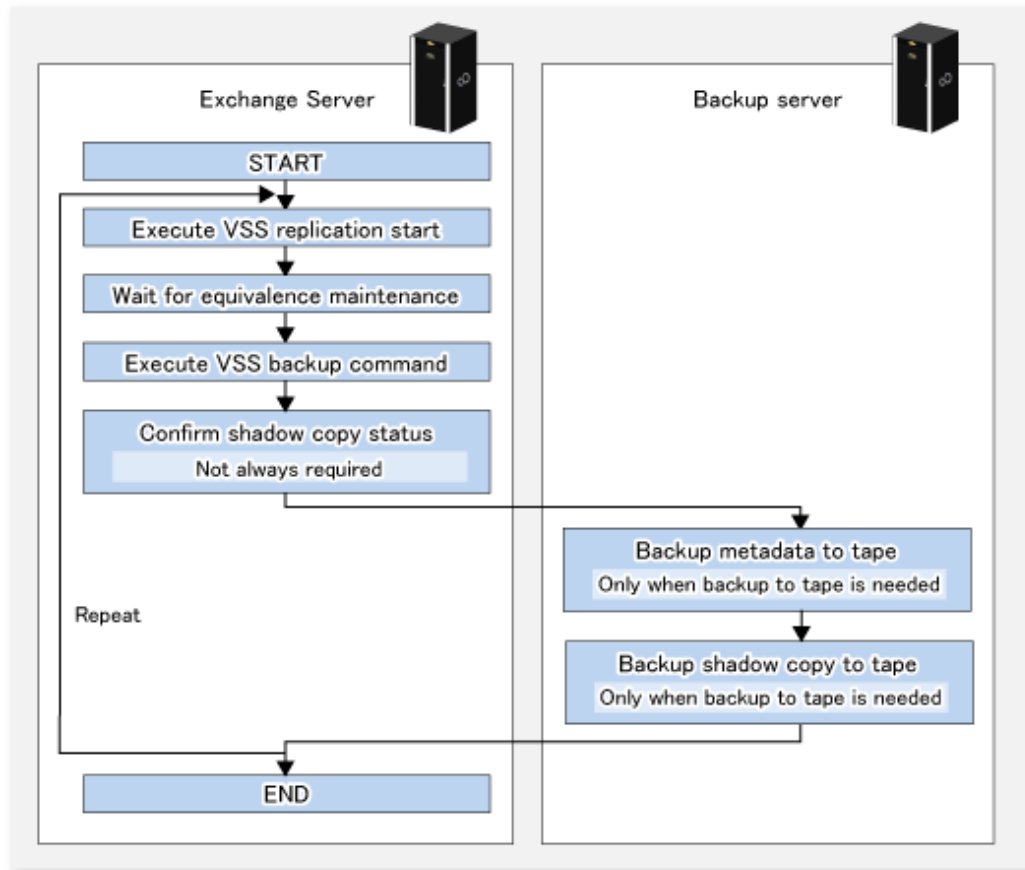 Exchange Server
Backup server
START
Execute VSS replication start
Wait for equivalence maintenance
Execute VSS backup command
Confirm shadow copy status
Not always required
Backup metadata to tape
Only when backup to tape is needed
Repeat
Backup shadow copy to tape
Only when backup to tape is needed
END